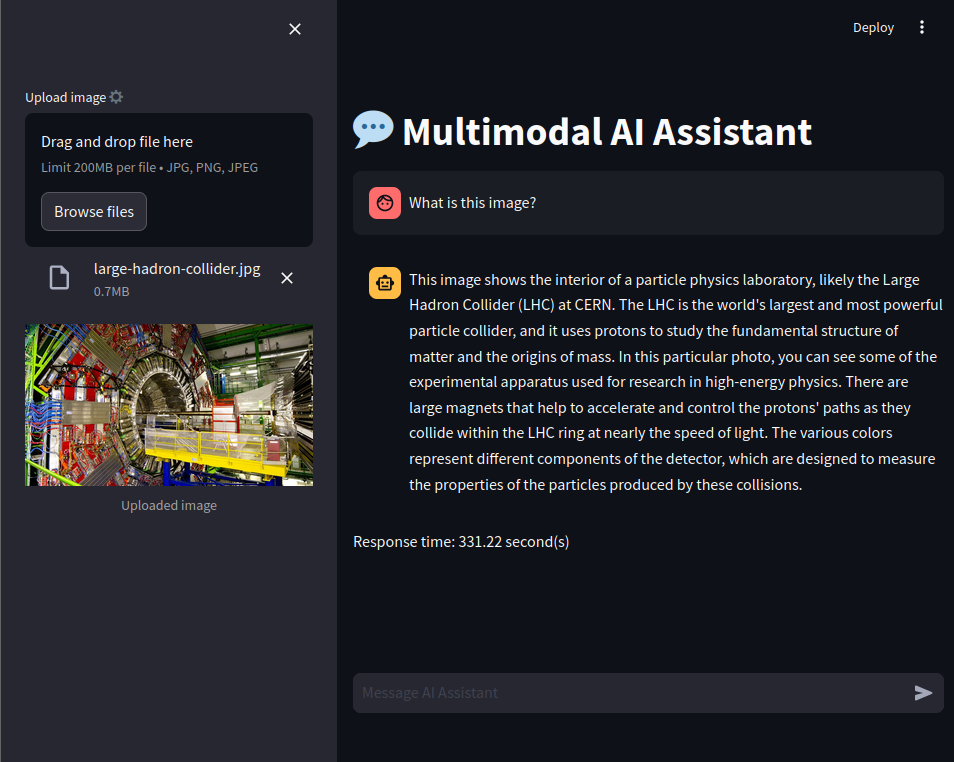 Deploy
Upload image
Drag and drop file here
Limit 200MB per file • JPG, PNG, JPEG
Browse files
large-hadron-collider.jpg
0.7MB
Uploaded image
Multimodal AI Assistant
What is this image?
This image shows the interior of a particle physics laboratory, likely the Large
Hadron Collider (LHC) at CERN. The LHC is the world's largest and most powerful
particle collider, and it uses protons to study the fundamental structure of
matter and the origins of mass. In this particular photo, you can see some of the
experimental apparatus used for research in high-energy physics. There are
large magnets that help to accelerate and control the protons' paths as they
collide within the LHC ring at nearly the speed of light. The various colors
represent different components of the detector, which are designed to measure
the properties of the particles produced by these collisions.
Response time: 331.22 second(s)
Message AI Assistant